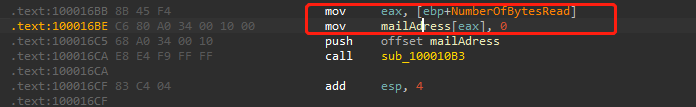 .text:100016BB 8B 45 F4 mov eax, [ebp+NumberOfBytesRead]
.text:100016BE C6 80 A0 34 00 10 00 mov mailAdress[eax], 0
.text:100016C5 68 A0 34 00 10 push offset mailAdress
.text:100016CA E8 E4 F9 FF FF call sub_100010B3
.text:100016CA
.text:100016CF 83 C4 04 add esp, 4
.text:100016CF